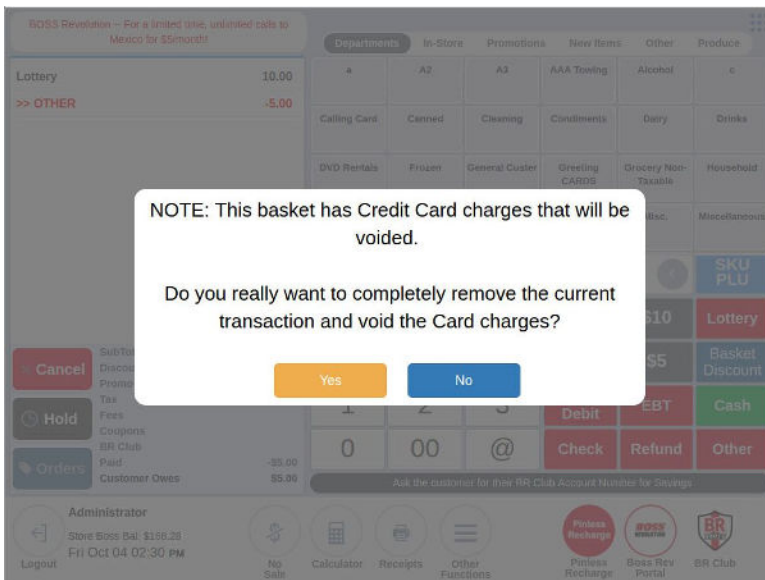 BOSS Revolution -- For a limited time, unlimited calls to
Mexico for $5/month!
Departments In-Store Promotions New Items Other Produce
Lottery 10.00
>> OTHER -5.00
a A2 A3 AAA Towing Alcohol c
Calling Card Canned Cleaning Condiments Dairy Drinks
DVD Rentals Frozen General Custer Greeting CARDS Grocery Non-Taxable Household
Misc. Miscellaneous
NOTE: This basket has Credit Card charges that will be
voided.
Do you really want to completely remove the current
transaction and void the Card charges?
Yes No
SKU
PLU
$10 Lottery
$5 Basket
Discount
Cancel
Hold
Orders
Tax
Fees
Coupons
BR Club
Paid -$5.00
Customer Owes $5.00
1 2 3 Debit EBT Cash
0 00 @ Check Refund Other
Ask the customer for their BR Club Account Number for Savings
Administrator
Store Boss Bal: 
Fri Oct 04 02:30 PM
Logout
No
Sale
Calculator
Receipts
Other
Functions
Pinless
Recharge
BOSS
REVOLUTION
BR
Pinless
Recharge
Boss Rev
Portal
BR Club